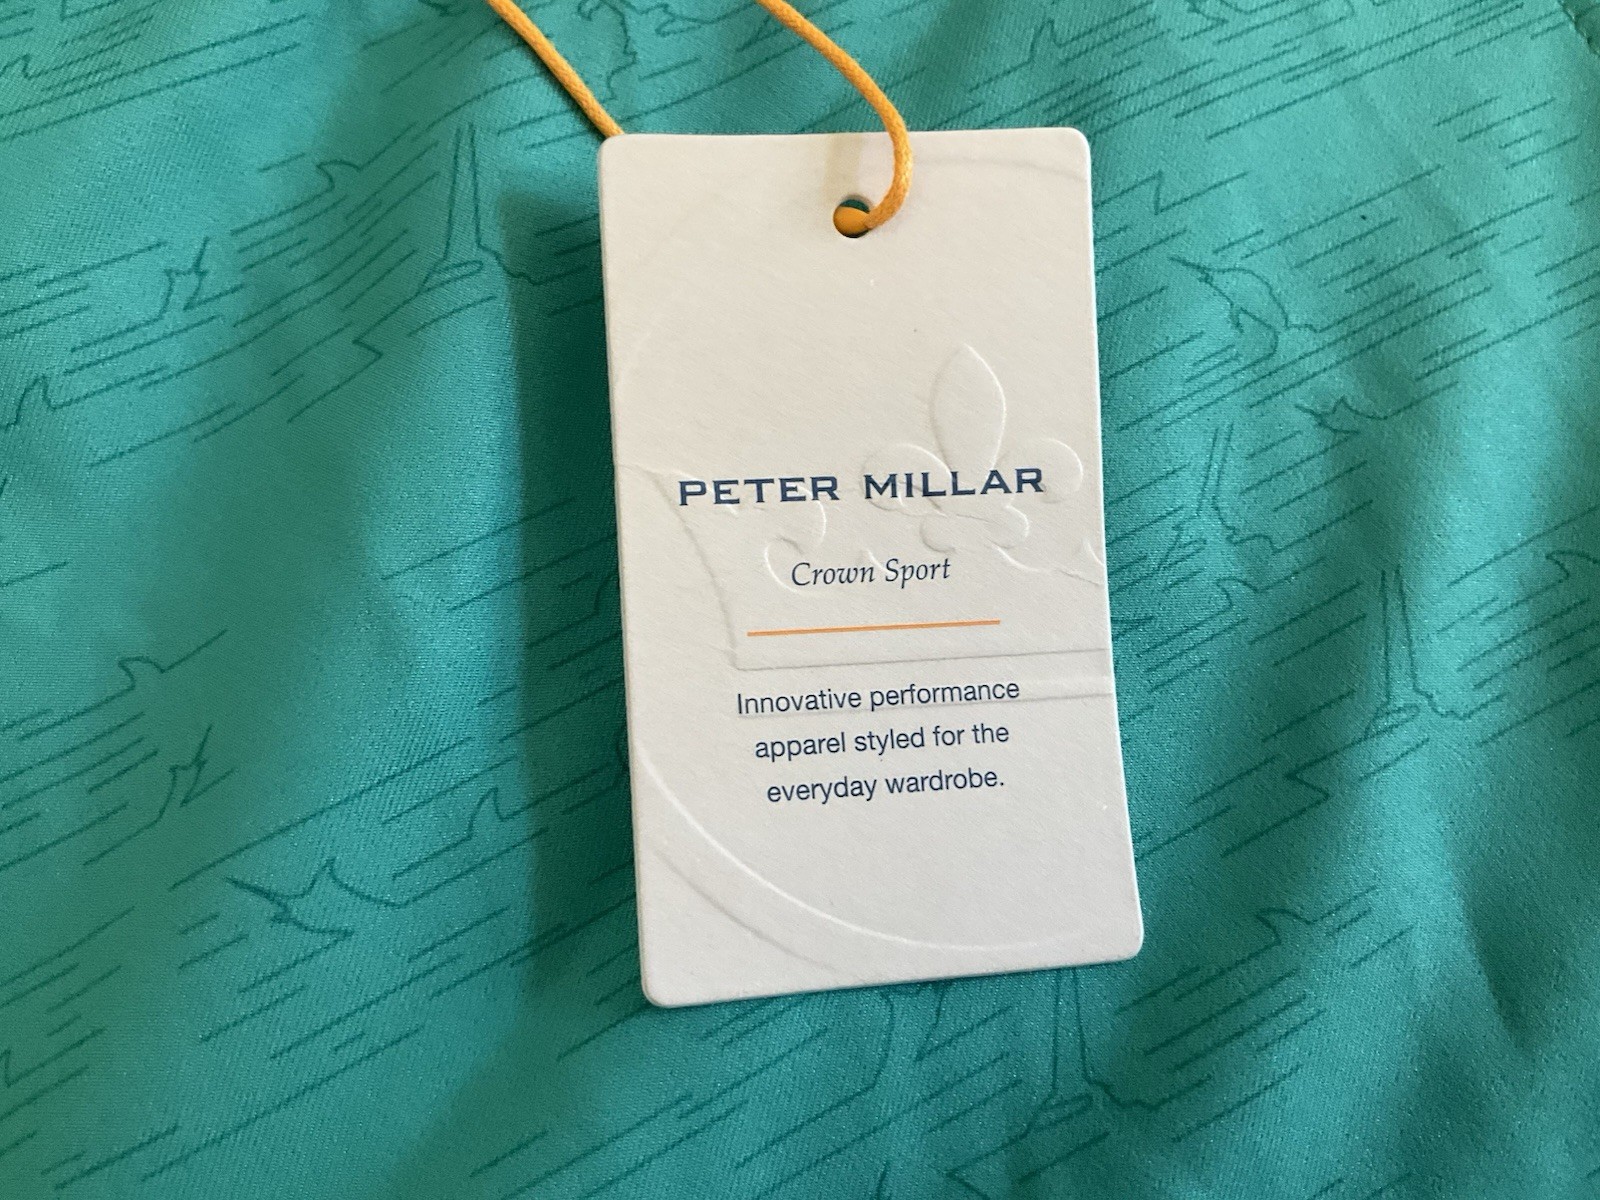 PETER MILLAR
Crown Sport
Innovative performance
apparel styled for the
everyday wardrobe.